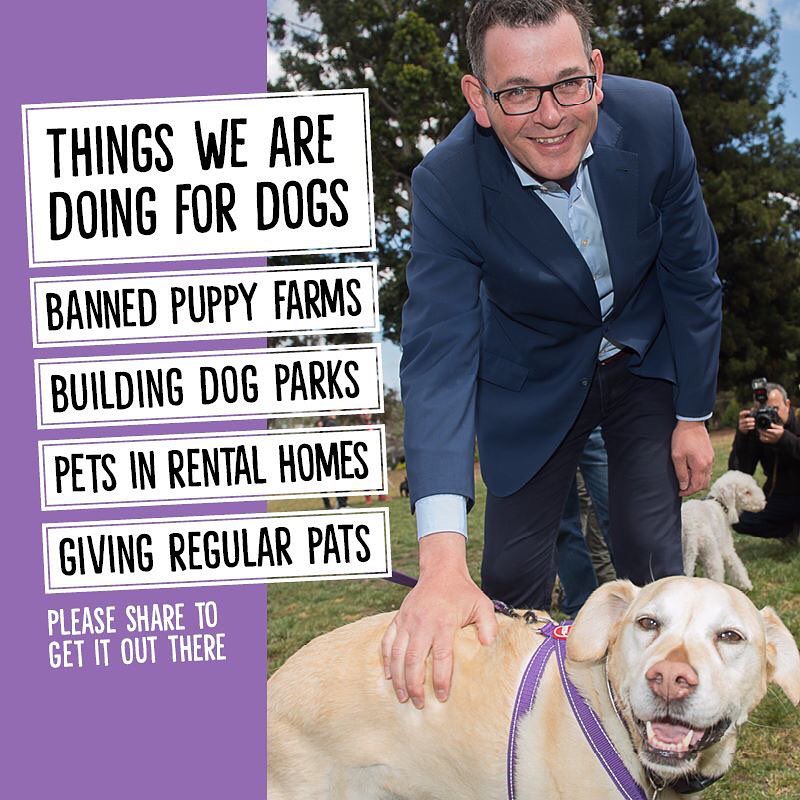 THINGS WE ARE
DOING FOR DOGS
BANNED PUPPY FARMS
BUILDING DOG PARKS
PETS IN RENTAL HOMES
GIVING REGULAR PATS
PLEASE SHARE TO
GET IT OUT THERE